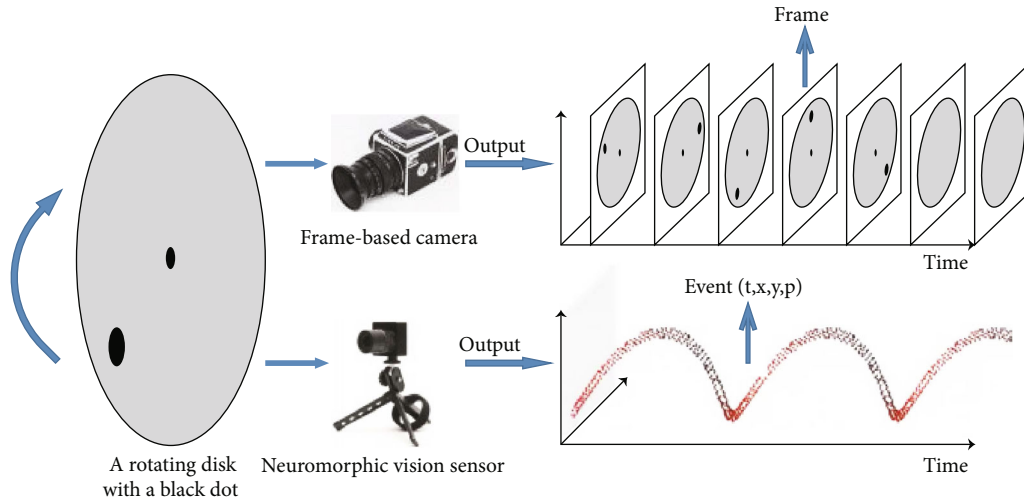 Frame
Output
Frame-based camera
Time
Event (t,x,y,p)
Output
A rotating disk
with a black dot
Neuromorphic vision sensor
Time